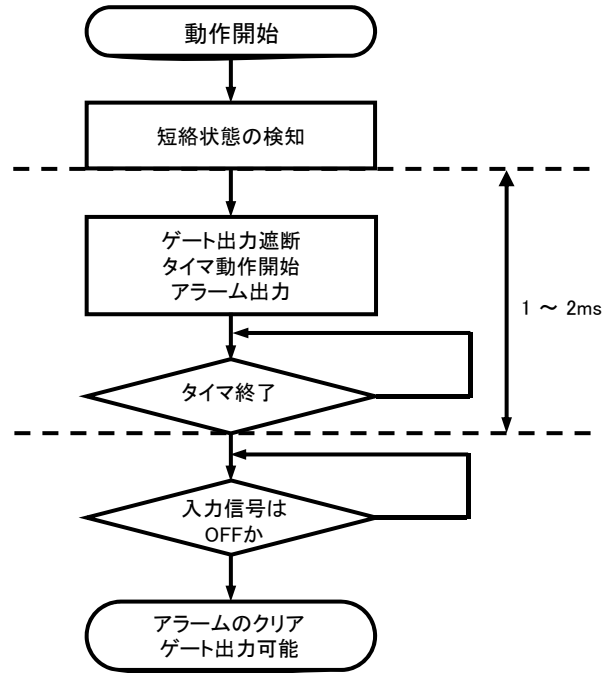 動作開始
短絡状態の検知
ゲート出力遮断
タイマ動作開始
アラーム出力
1 ～ 2ms
タイマ終了
入力信号は
OFFか
アラームのクリア
ゲート出力可能